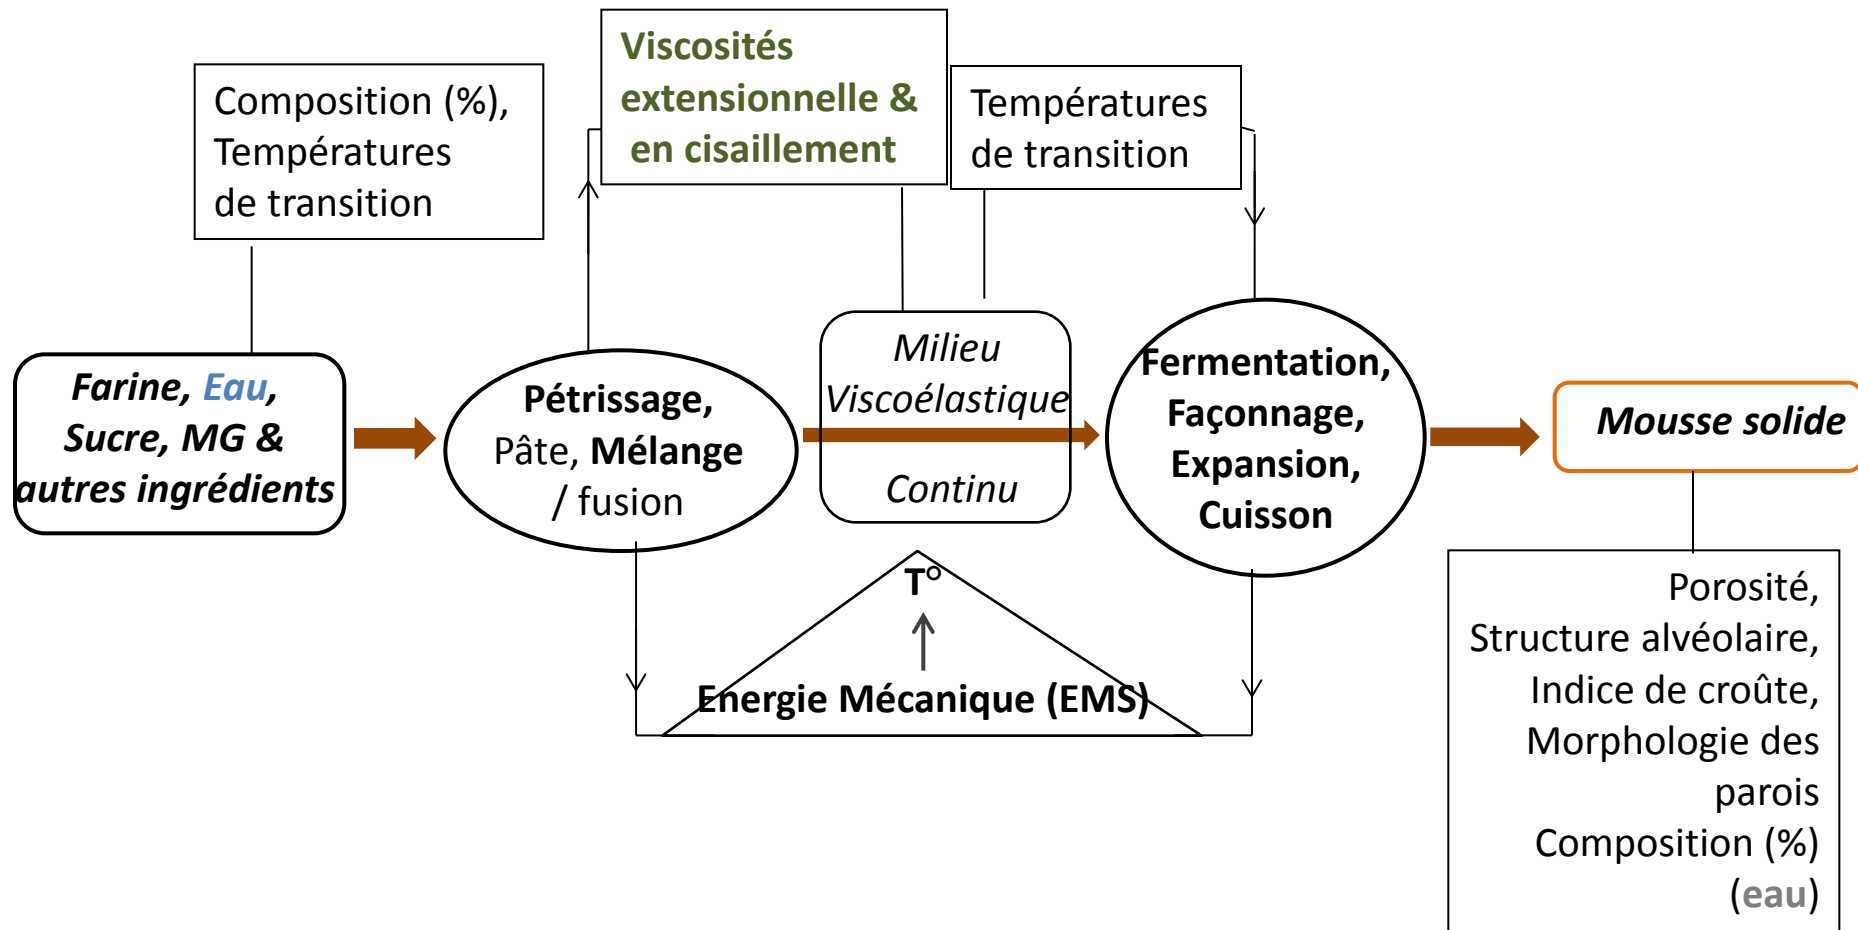 Viscosités
extensionnelle &
en cisaillement
Composition (%),
Températures
de transition
Températures
de transition
Farine, Eau,
Sucre, MG &
autres ingrédients
Pétrissage,
Pâte, Mélange
/ fusion
Milieu
Viscoélastique
Continu
Fermentation,
Façonnage,
Expansion,
Cuisson
Mousse solide
T°
Energie Mécanique (EMS)
Porosité,
Structure alvéolaire,
Indice de croûte,
Morphologie des
parois
Composition (%)
(eau)